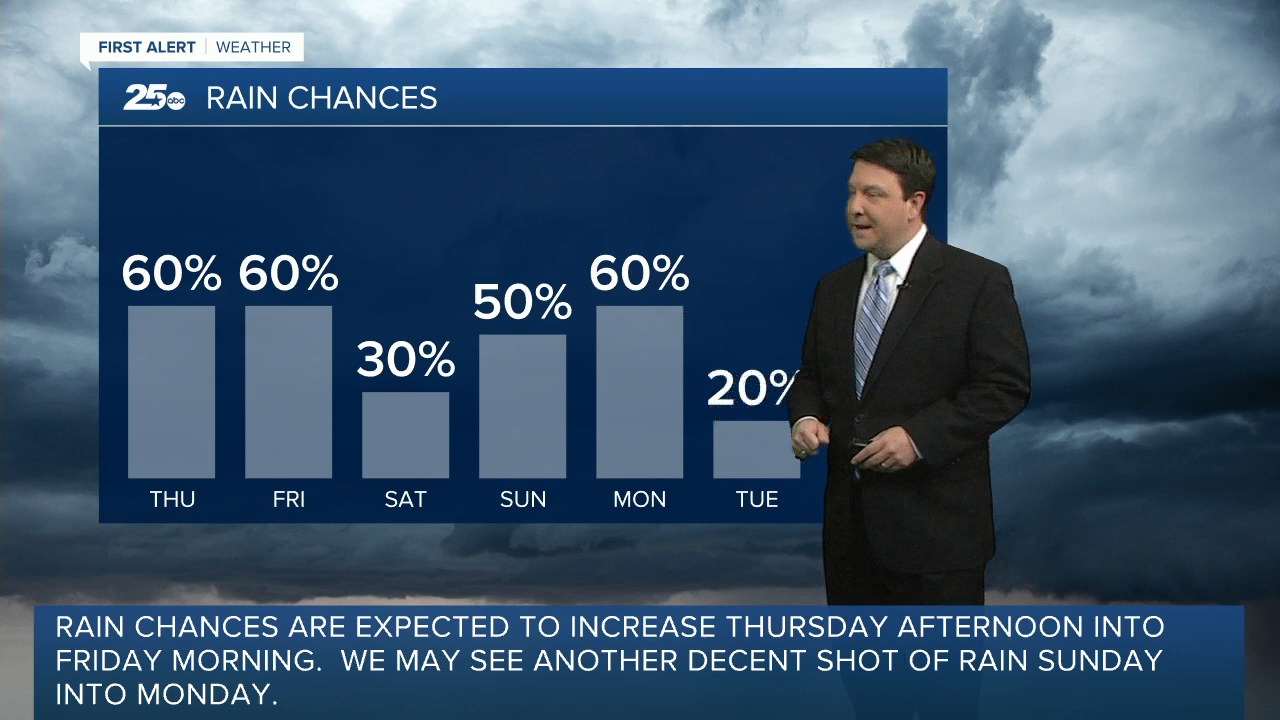 FIRST ALERT | WEATHER
25 abc RAIN CHANCES
60% 60% 30% 50% 60% 20%
THU FRI SAT SUN MON TUE
RAIN CHANCES ARE EXPECTED TO INCREASE THURSDAY AFTERNOON INTO
FRIDAY MORNING.  WE MAY SEE ANOTHER DECENT SHOT OF RAIN SUNDAY
INTO MONDAY.